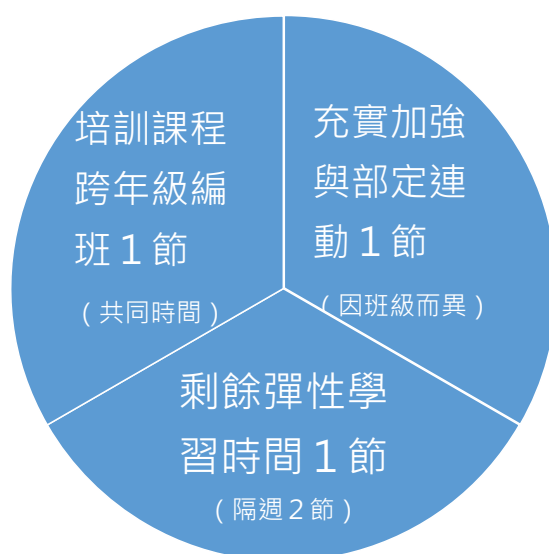 培訓課程
跨年級編
班１節
（共同時間）
充實加強
與部定連
動１節
（因班級而異）
剩餘彈性學
習時間１節
（隔週２節）